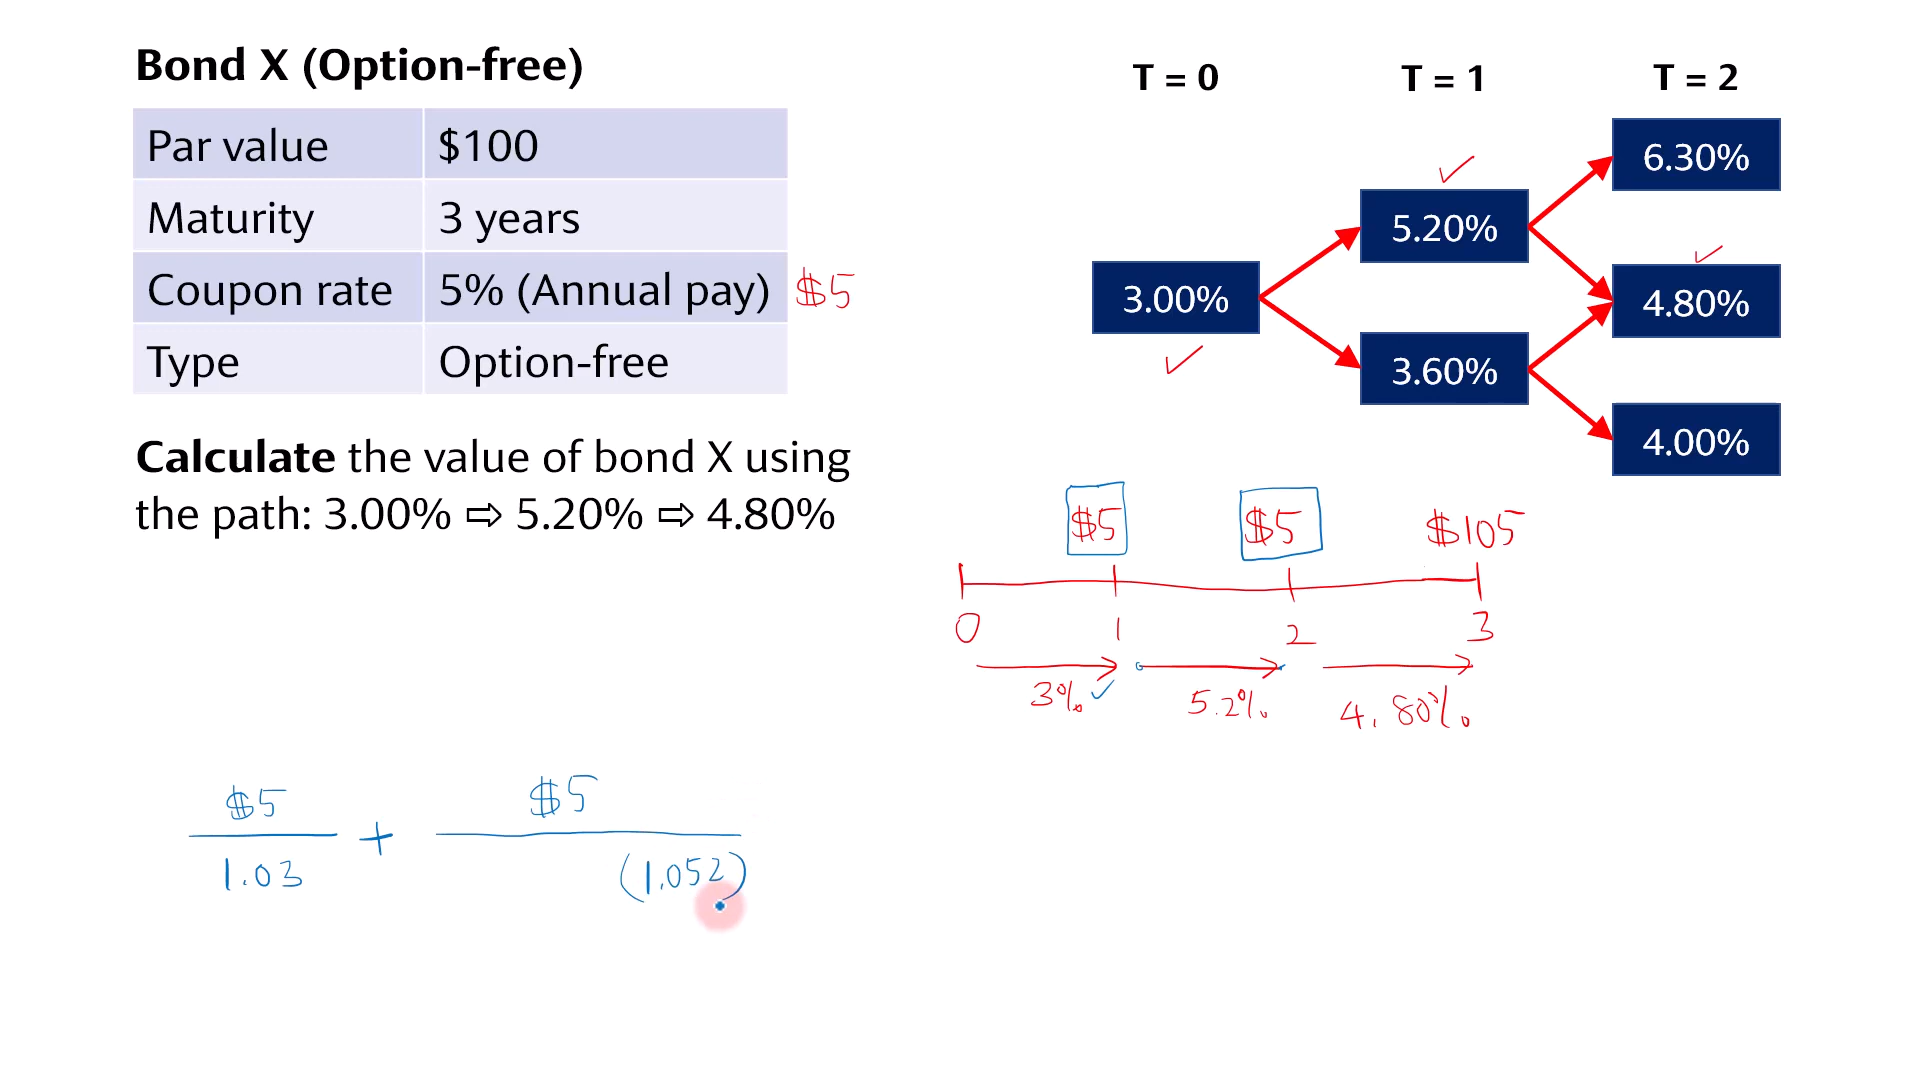 Bond X (Option-free)
Par value $100
Maturity 3 years
Coupon rate 5% (Annual pay) $5
Type Option-free
Calculate the value of bond X using
the path: 3.00% ⇨ 5.20% ⇨ 4.80%
T = 0 T = 1 T = 2
6.30%
5.20%
3.00% 4.80%
3.60%
4.00%
$5 $5 $105
0 1 2 3
3% 5.2% 4.80%
$5 + $5
1.03 (1.052)